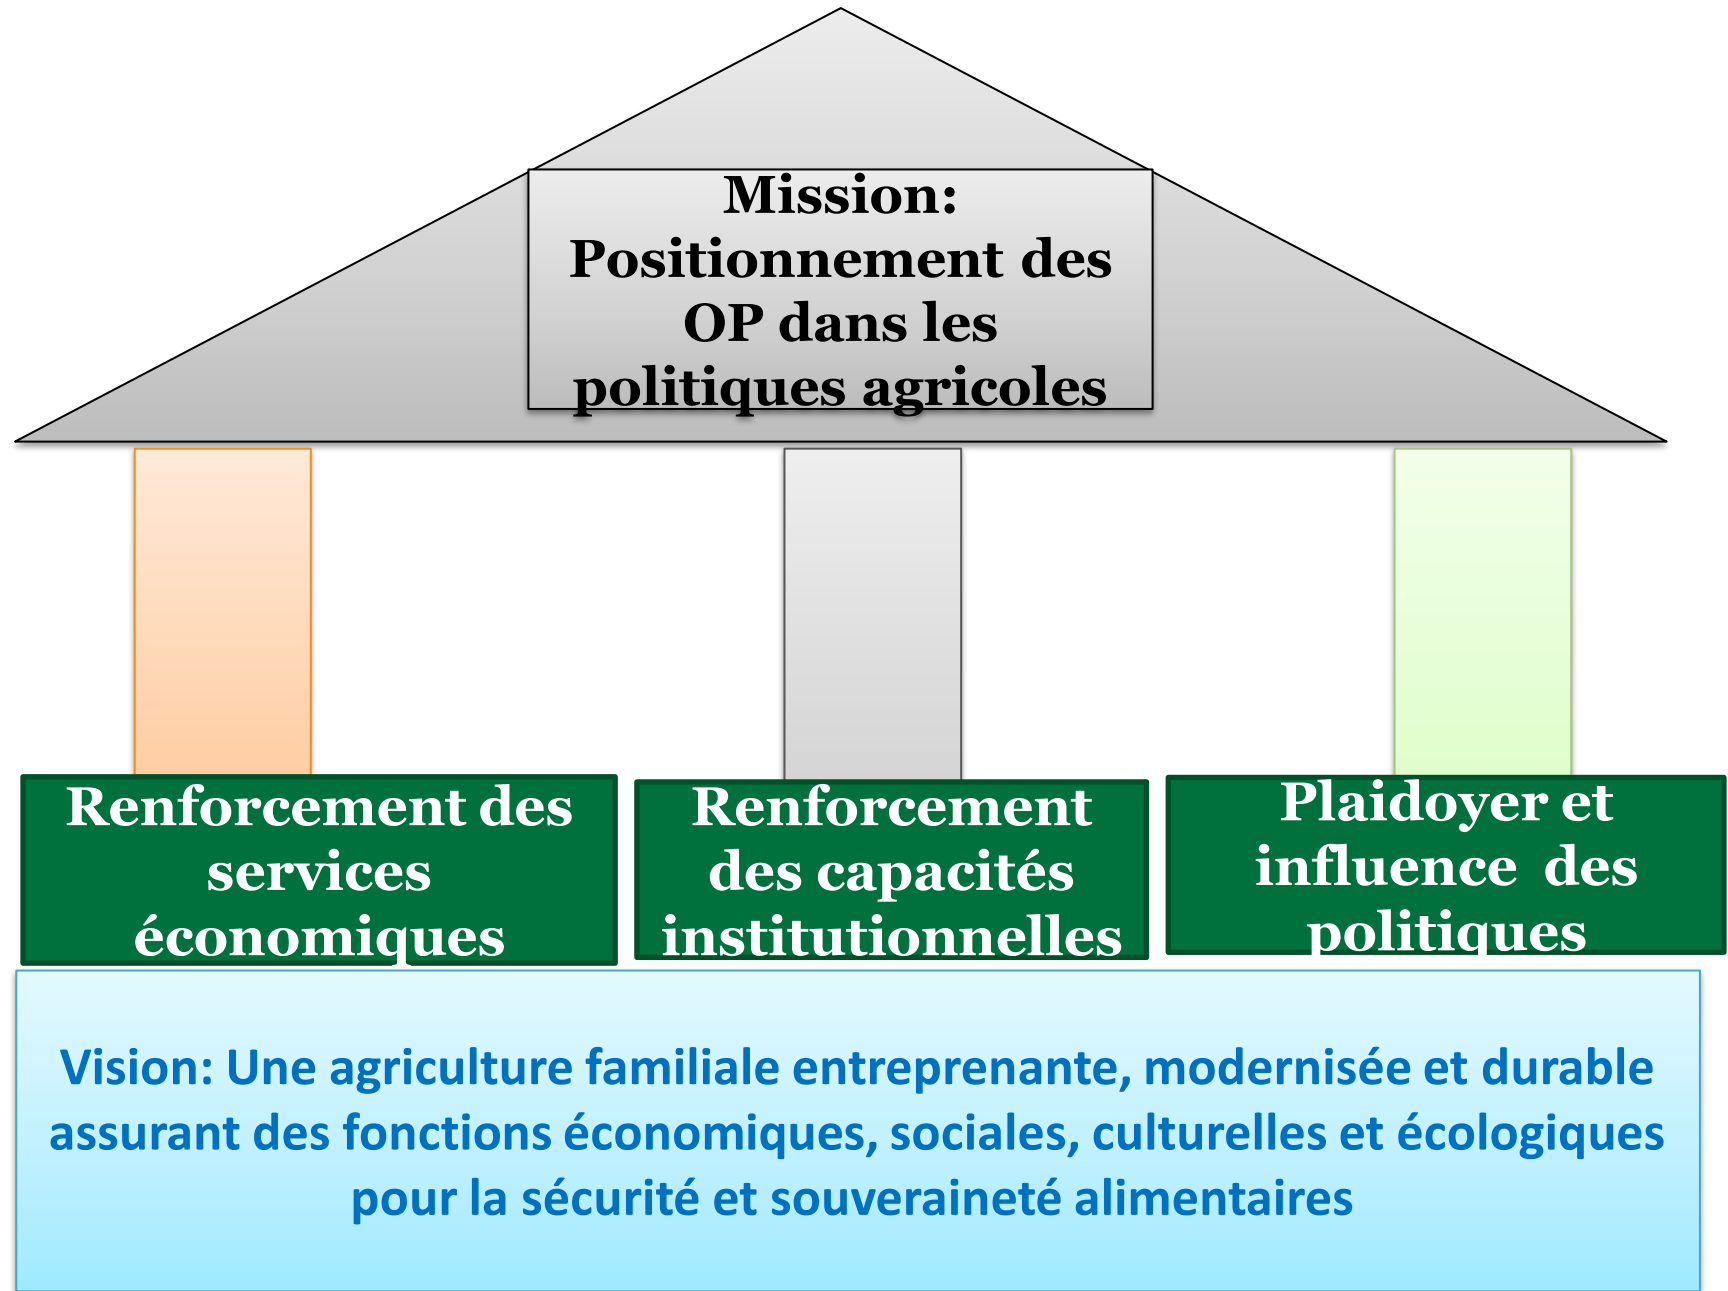 Mission:
Positionnement des
OP dans les
politiques agricoles
Renforcement des
services
économiques
Renforcement
des capacités
institutionnelles
Plaidoyer et
influence des
politiques
Vision: Une agriculture familiale entreprenante, modernisée et durable
assurant des fonctions économiques, sociales, culturelles et écologiques
pour la sécurité et souveraineté alimentaires